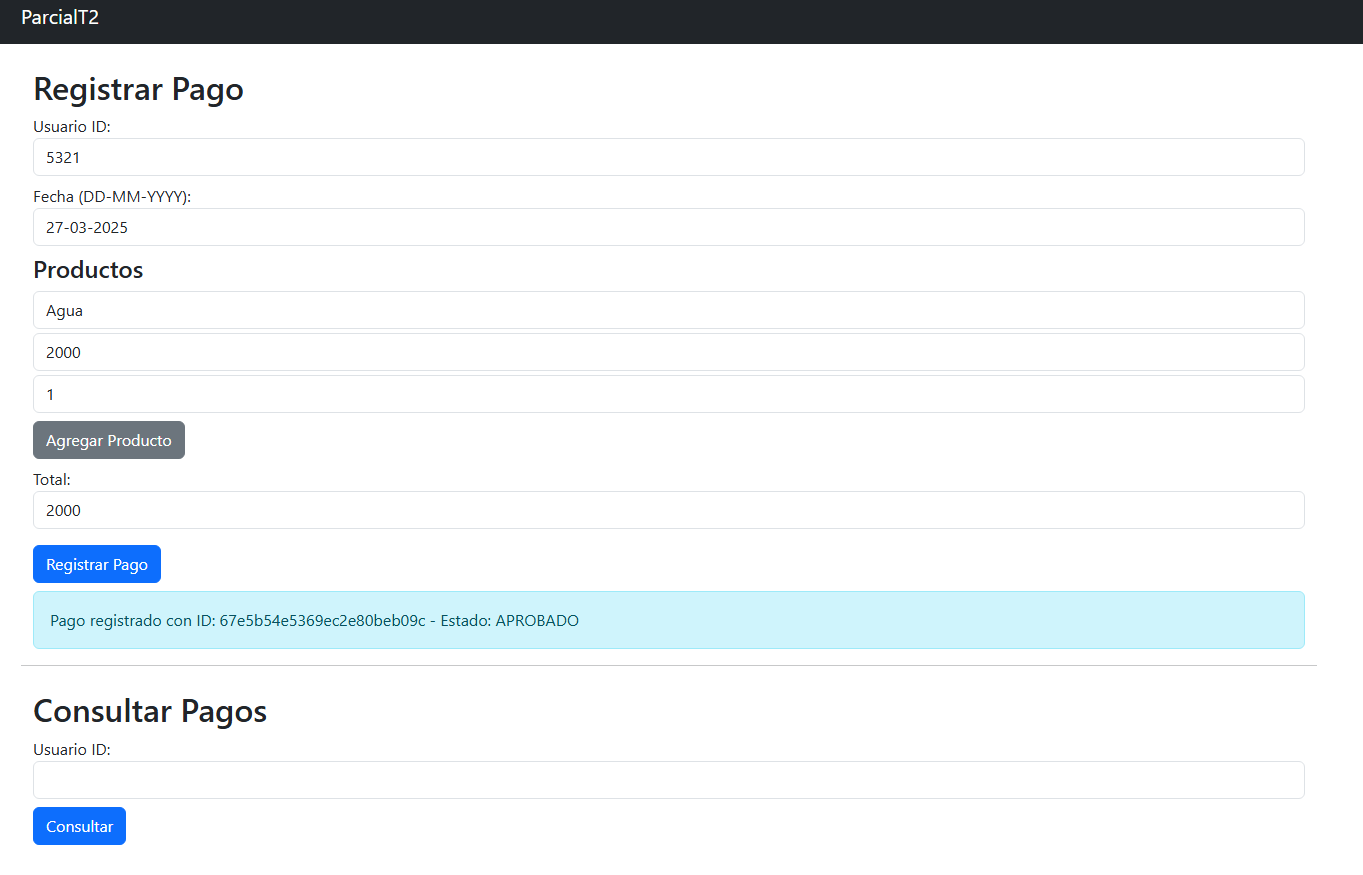 ParcialT2
Registrar Pago
Usuario ID:
5321
Fecha (DD-MM-YYYY):
27-03-2025
Productos
Agua
2000
1
Agregar Producto
Total:
2000
Registrar Pago
Pago registrado con ID: 67e5b54e5369ec2e80beb09c - Estado: APROBADO
Consultar Pagos
Usuario ID:
Consultar